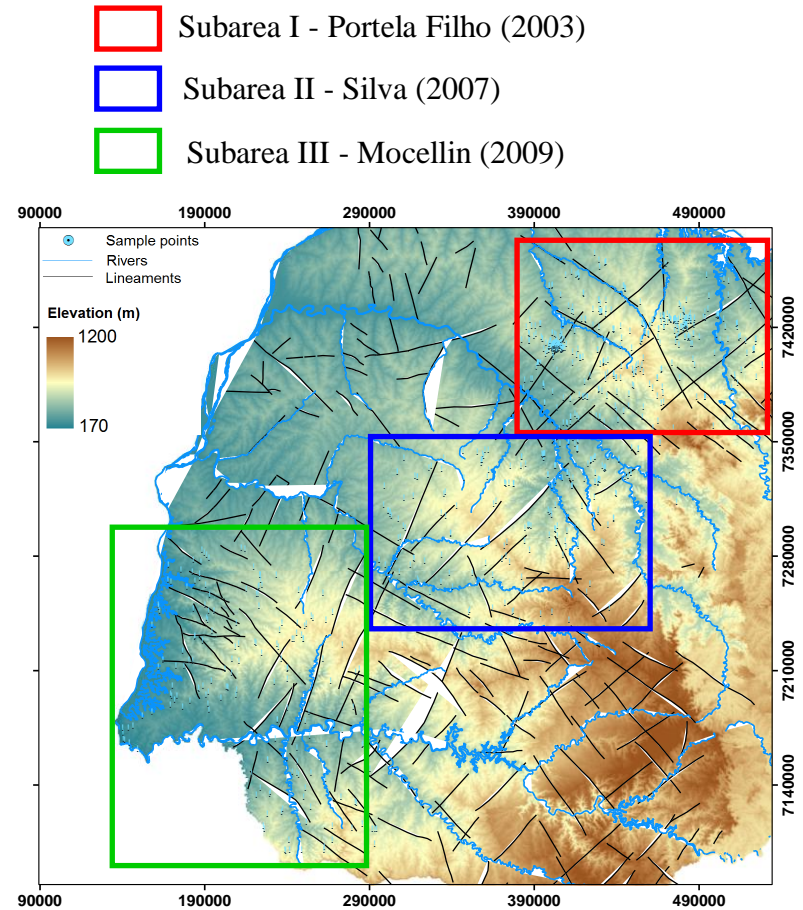 Subarea I - Portela Filho (2003)
Subarea II - Silva (2007)
Subarea III - Mocellin (2009)
90000 190000 290000 390000 490000
Sample points
Rivers
Lineaments
Elevation (m)
1200
170
7420000
7350000
7280000
7210000
7140000
90000 190000 290000 390000 490000